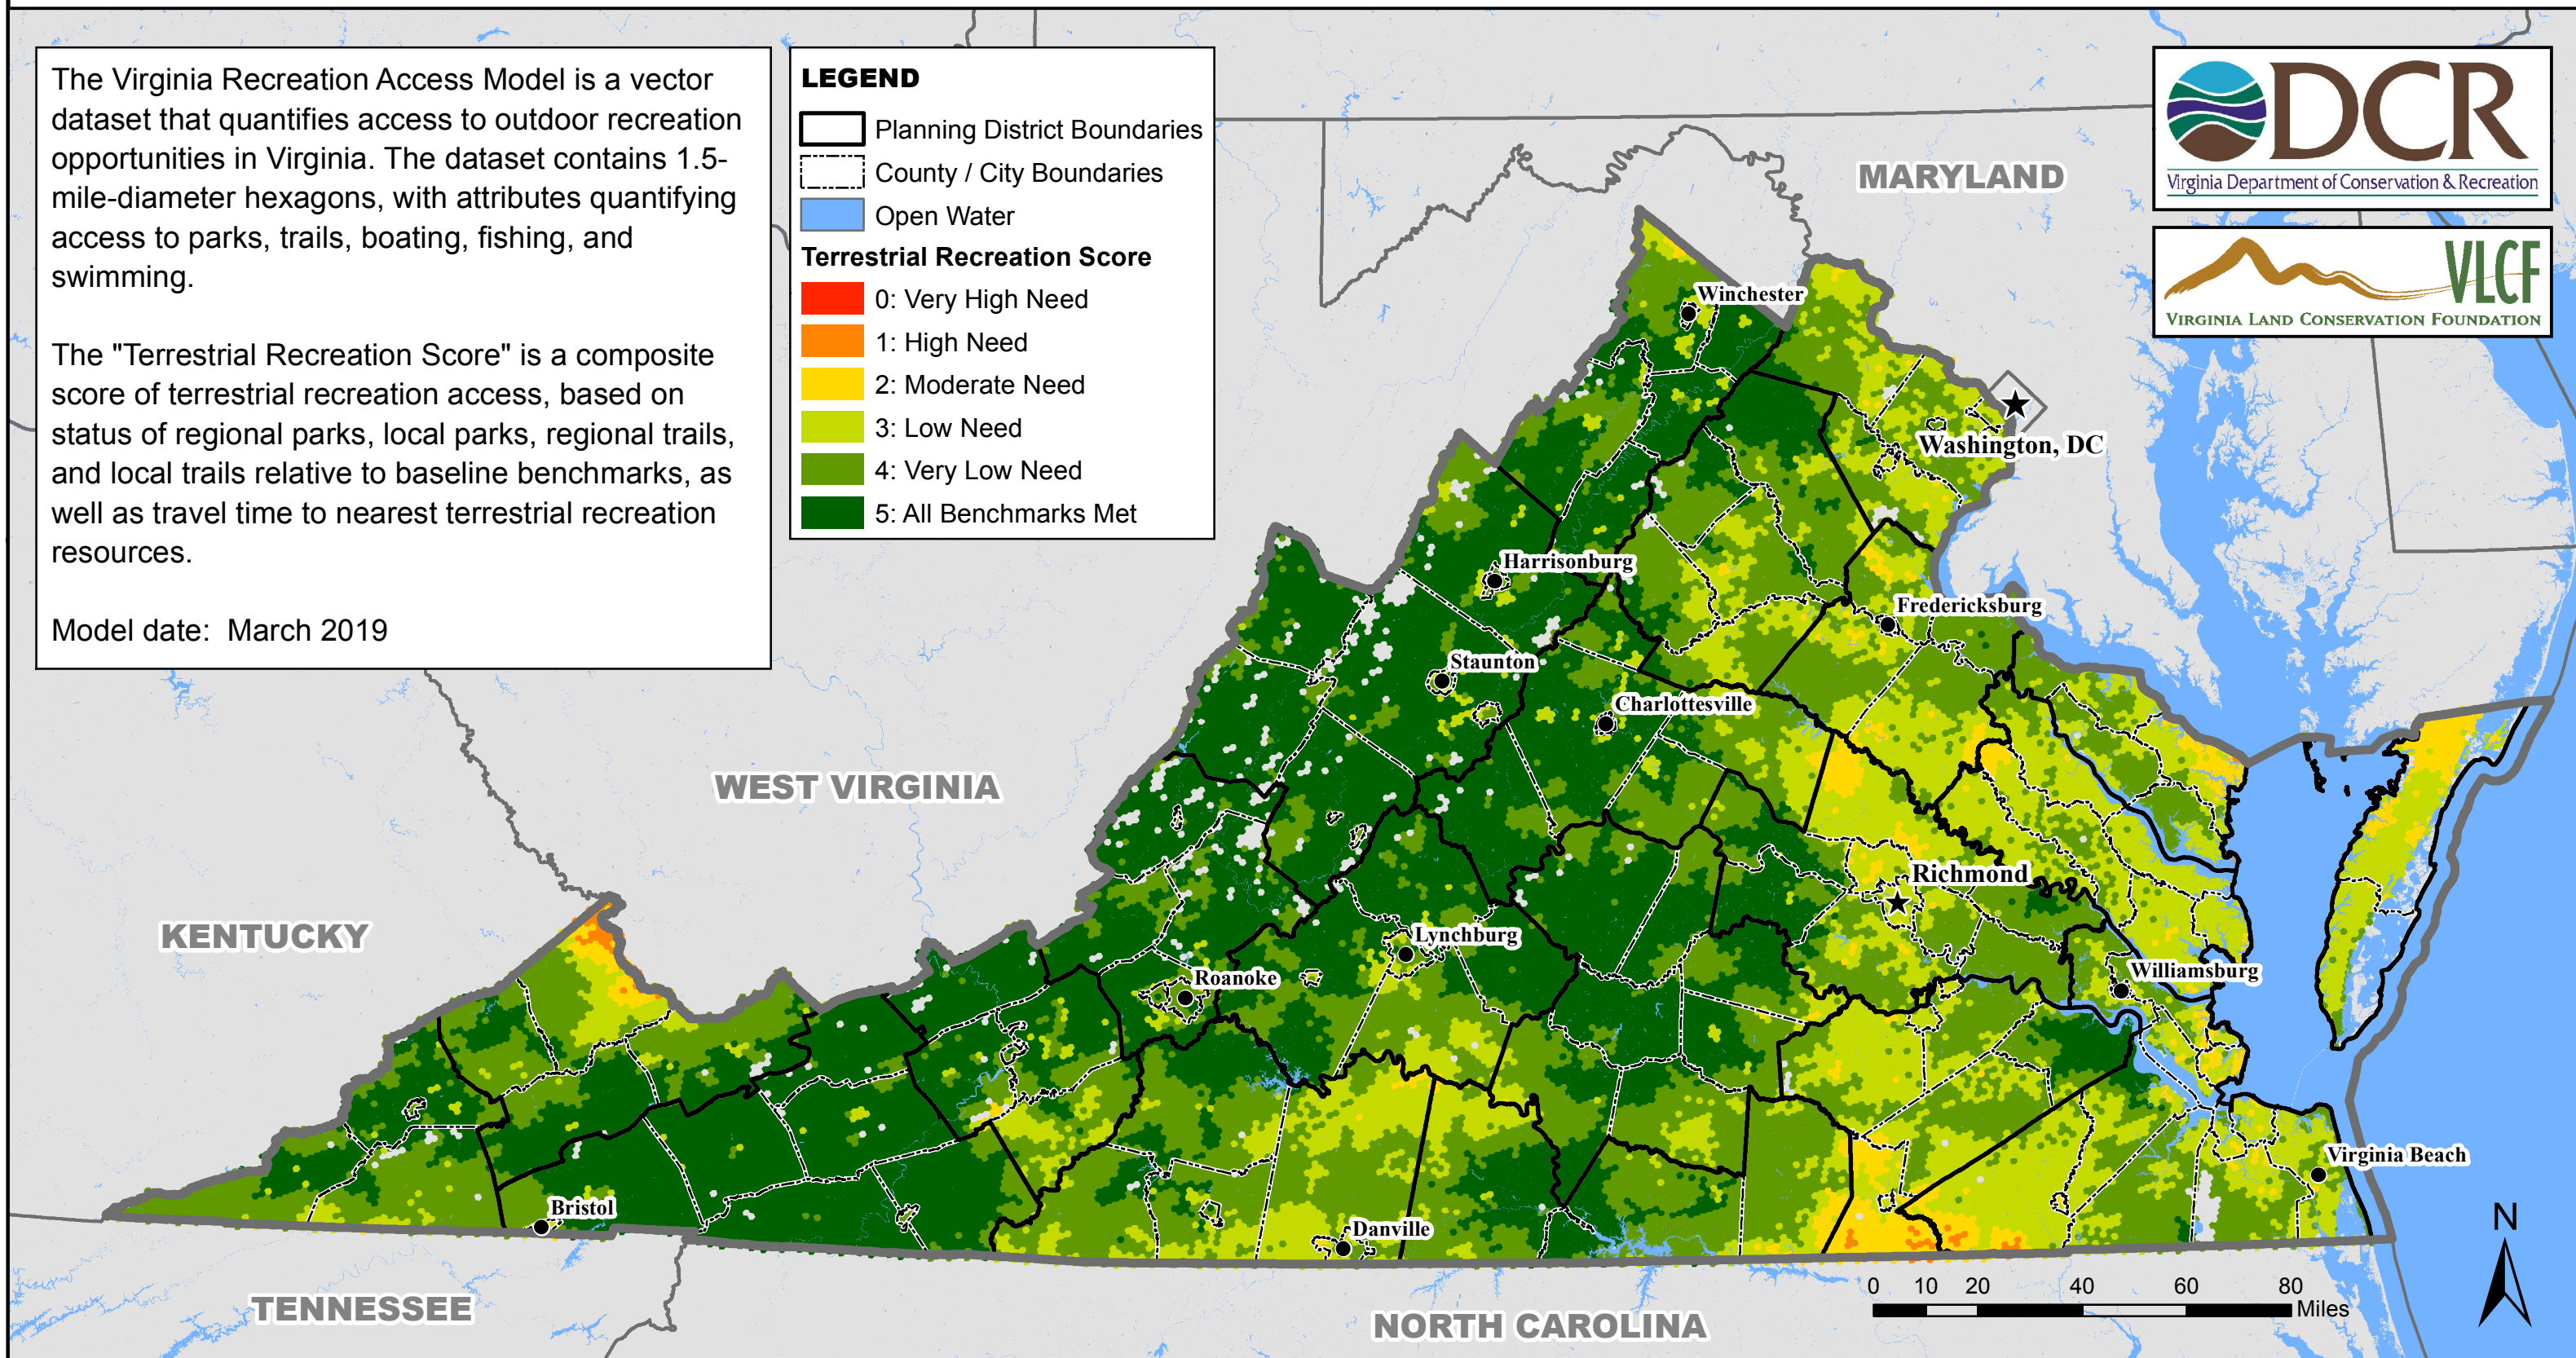 The Virginia Recreation Access Model is a vector
dataset that quantifies access to outdoor recreation
opportunities in Virginia. The dataset contains 1.5-
mile-diameter hexagons, with attributes quantifying
access to parks, trails, boating, fishing, and
swimming.
The "Terrestrial Recreation Score" is a composite
score of terrestrial recreation access, based on
status of regional parks, local parks, regional trails,
and local trails relative to baseline benchmarks, as
well as travel time to nearest terrestrial recreation
resources.
Model date: March 2019
LEGEND
Planning District Boundaries
County / City Boundaries
Open Water
Terrestrial Recreation Score
0: Very High Need
1: High Need
2: Moderate Need
3: Low Need
4: Very Low Need
5: All Benchmarks Met
DCR
Virginia Department of Conservation & Recreation
VLCF
VIRGINIA LAND CONSERVATION FOUNDATION
MARYLAND
Winchester
Washington, DC
Harrisonburg
Fredericksburg
Staunton
Charlottesville
WEST VIRGINIA
Richmond
KENTUCKY
Lynchburg
Roanoke
Williamsburg
Virginia Beach
Bristol
Danville
TENNESSEE
NORTH CAROLINA
0 10 20 40 60 80
Miles
N